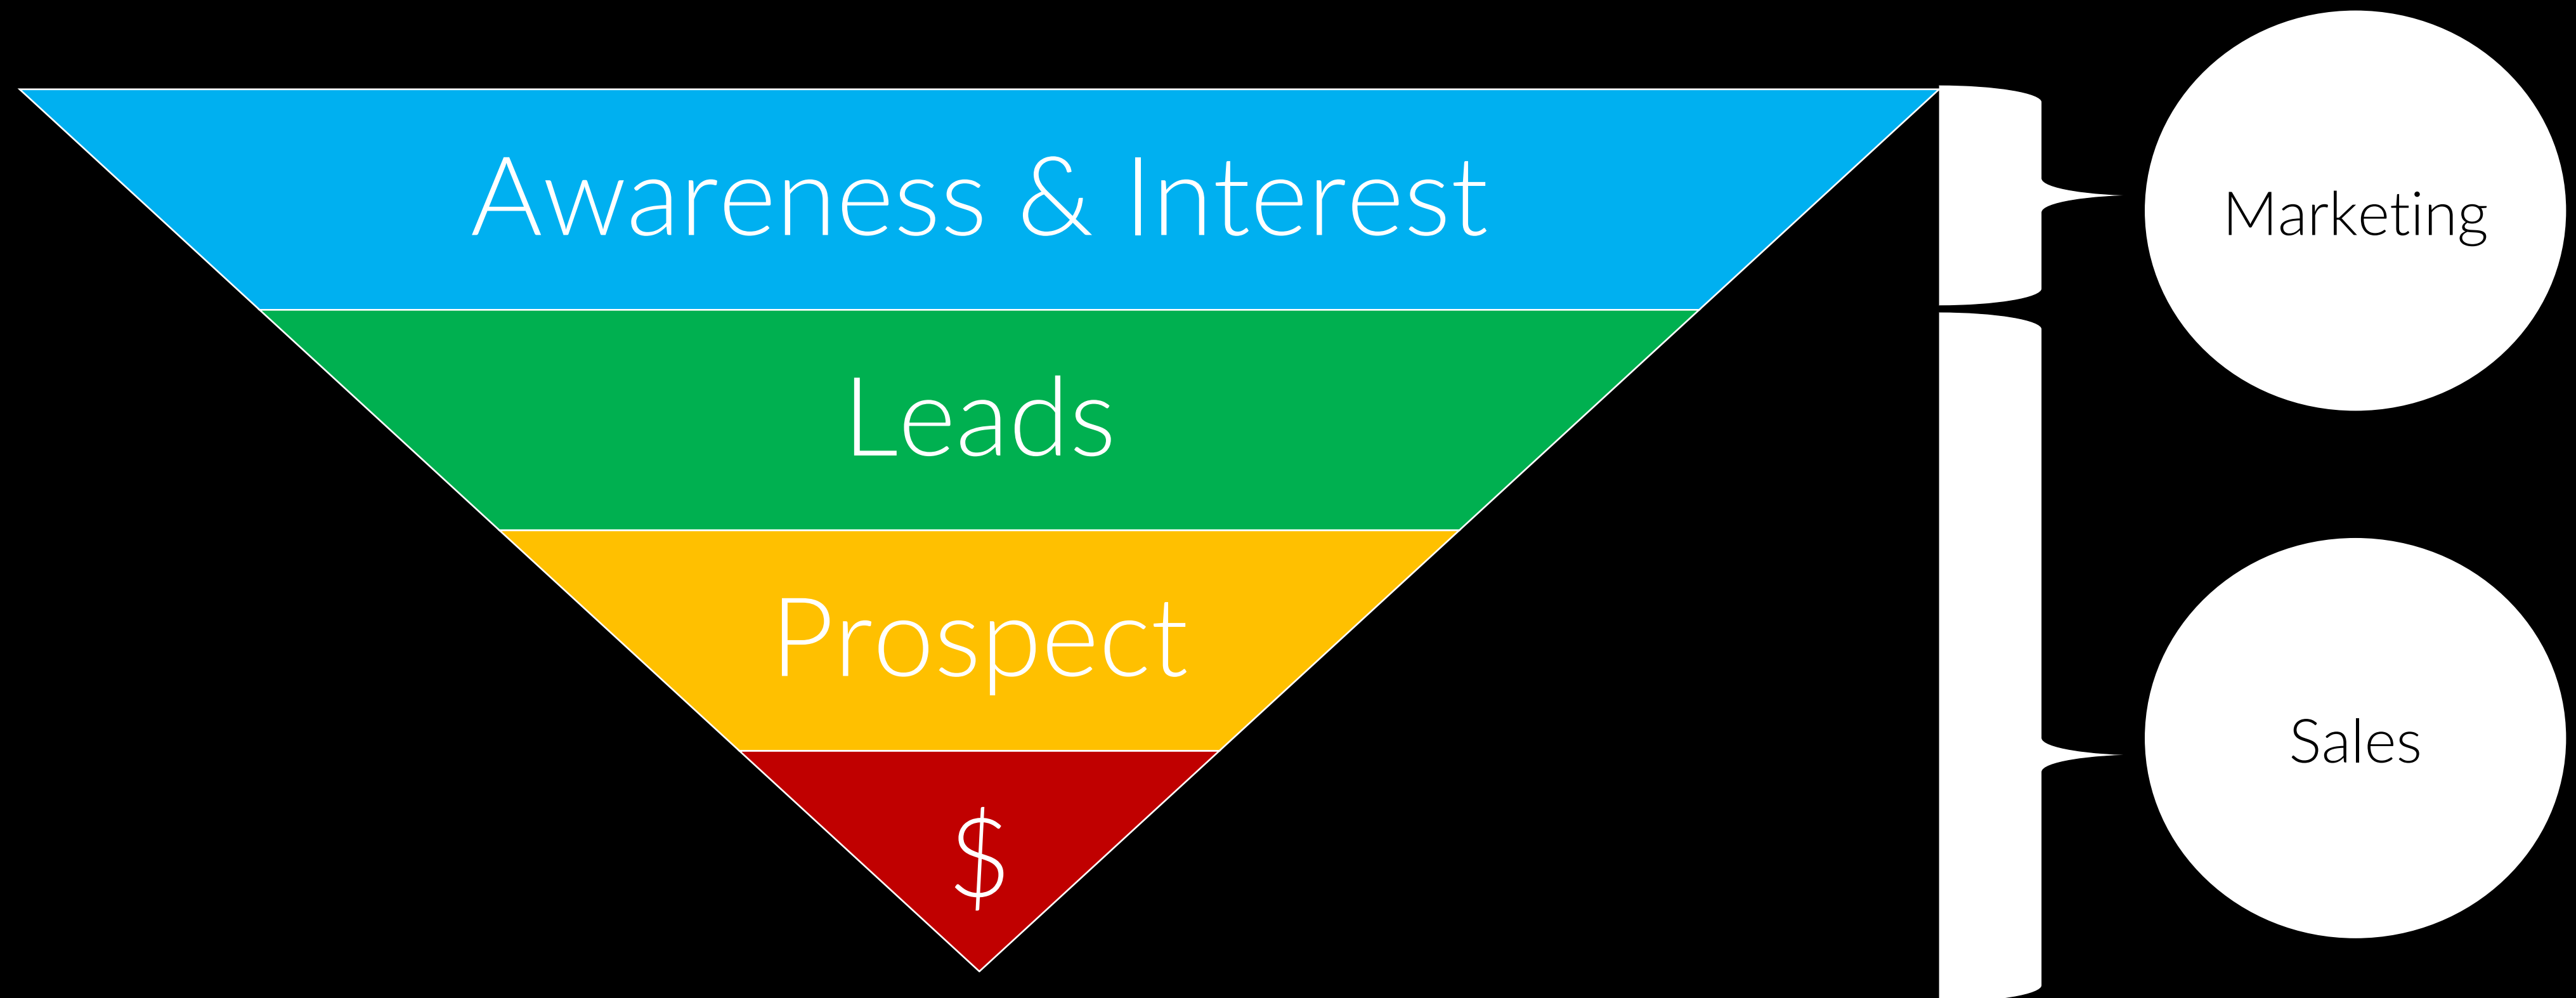 Awareness & Interest
Leads
Prospect
$
Marketing
Sales